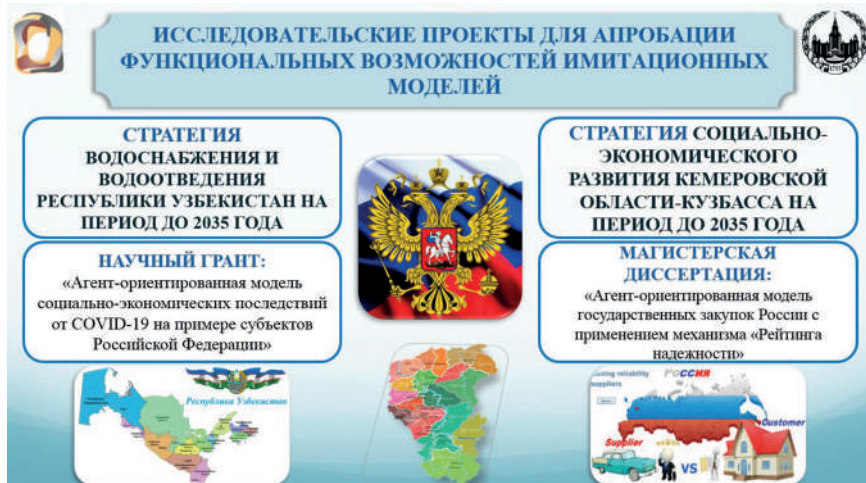 ИССЛЕДОВАТЕЛЬСКИЕ ПРОЕКТЫ ДЛЯ АПРОБАЦИИ
ФУНКЦИОНАЛЬНЫХ ВОЗМОЖНОСТЕЙ ИМИТАЦИОННЫХ
МОДЕЛЕЙ
СТРАТЕГИЯ
ВОДОСНАБЖЕНИЯ И
ВОДООТВЕДЕНИЯ
РЕСПУБЛИКИ УЗБЕКИСТАН НА
ПЕРИОД ДО 2035 ГОДА
СТРАТЕГИЯ СОЦИАЛЬНО-
ЭКОНОМИЧЕСКОГО
РАЗВИТИЯ КЕМЕРОВСКОЙ
ОБЛАСТИ-КУЗБАССА НА
ПЕРИОД ДО 2035 ГОДА
НАУЧНЫЙ ГРАНТ:
«Агент-ориентированная модель
социально-экономических последствий
от COVID-19 на примере субъектов
Российской Федерации»
МАГИСТЕРСКАЯ
ДИССЕРТАЦИЯ:
«Агент-ориентированная модель
государственных закупок России с
применением механизма «Рейтинга
надежности»
Республика Узбекистан
reliability
suppliers
РОССИЯ
Customer
Supplier
VS